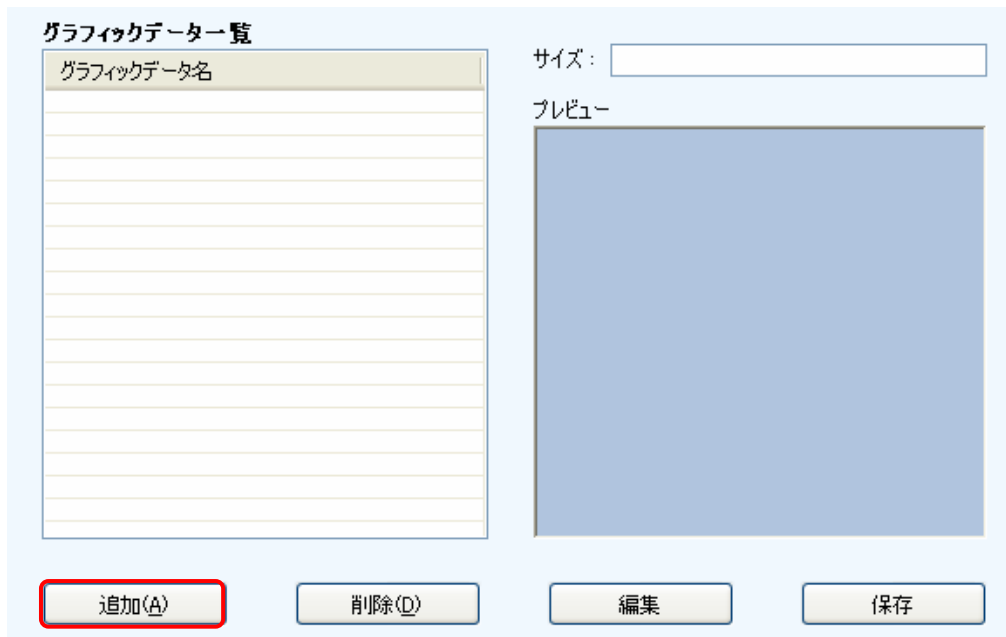 グラフィックデータ一覧
グラフィックデータ名
サイズ：
プレビュー
追加(A)
削除(D)
編集
保存